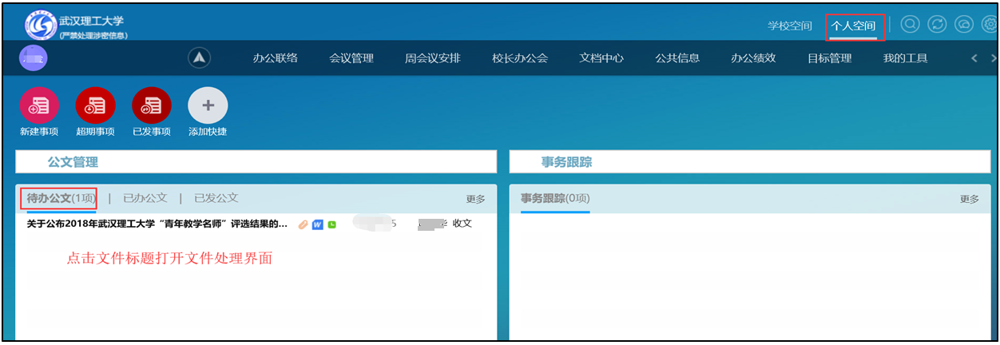 武汉理工大学
(严禁处理涉密信息)
学校空间 个人空间
办公联络 会议管理 周会议安排 校长办公会 文档中心 公共信息 办公绩效 目标管理 我的工具
新建事项 超期事项 已发事项 添加快捷
公文管理
事务跟踪
待办公文(1项) | 已办公文 | 已发公文 更多
事务跟踪(0项) 更多
关于公布2018年武汉理工大学“青年教学名师”评选结果的... 5 收文
点击文件标题打开文件处理界面